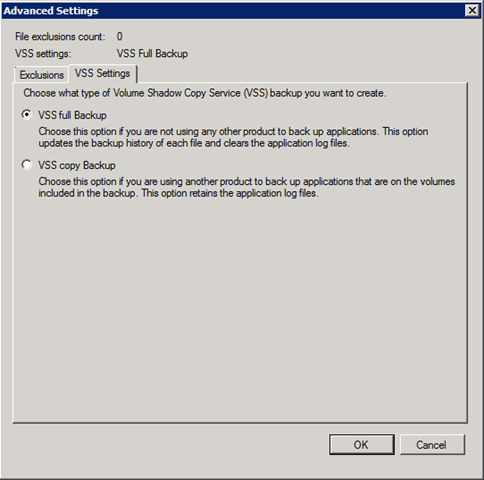 Advanced Settings
File exclusions count: 0
VSS settings: VSS Full Backup
Exclusions VSS Settings
Choose what type of Volume Shadow Copy Service (VSS) backup you want to create.
VSS full Backup
Choose this option if you are not using any other product to back up applications. This option
updates the backup history of each file and clears the application log files.
VSS copy Backup
Choose this option if you are using another product to back up applications that are on the volumes
included in the backup. This option retains the application log files.
OK Cancel